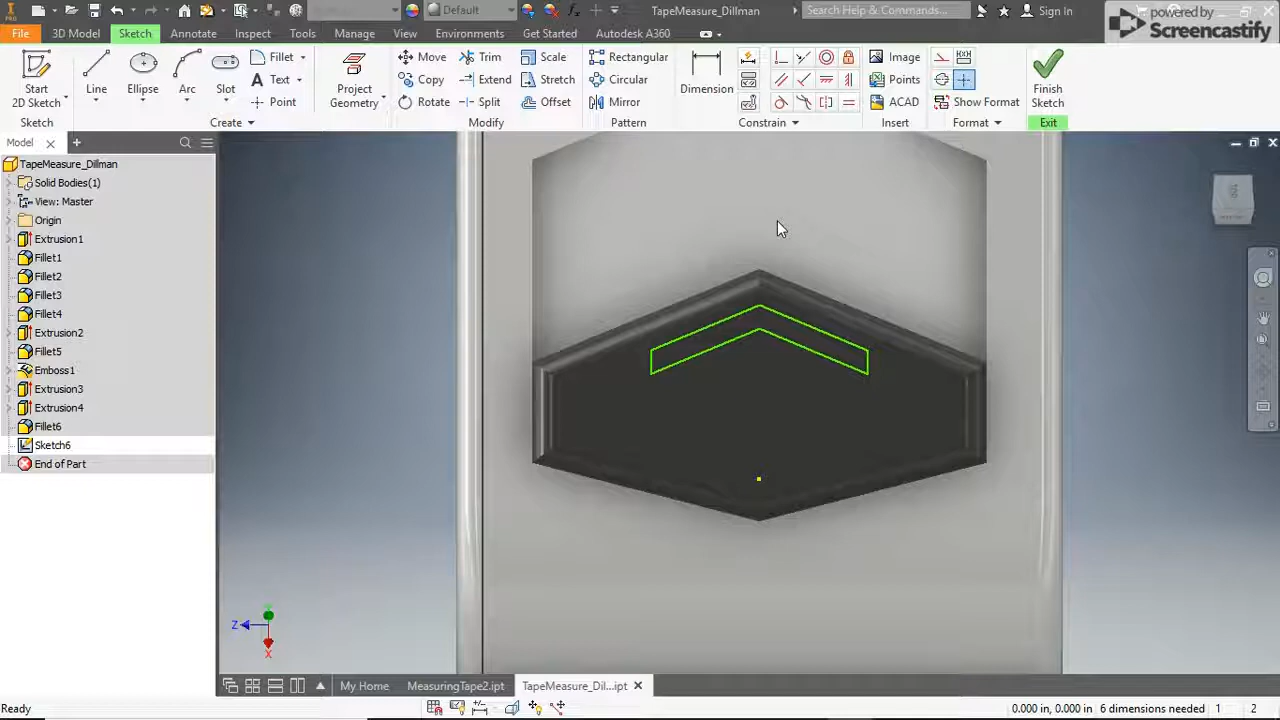 PRO
Default
TapeMeasure_Dillman
Search Help & Commands...
Sign In
powered by
Screencastify
File
3D Model
Sketch
Annotate
Inspect
Tools
Manage
View
Environments
Get Started
Autodesk A360
Start
2D Sketch
Line
Ellipse
Arc
Slot
Fillet
Text
Point
Project
Geometry
Move
Copy
Rotate
Trim
Extend
Split
Scale
Stretch
Offset
Rectangular
Circular
Mirror
Dimension
Image
Points
ACAD
Show Format
Finish
Sketch
Sketch
Create
Modify
Pattern
Constrain
Insert
Format
Exit
Model
TapeMeasure_Dillman
Solid Bodies(1)
View: Master
Origin
Extrusion1
Fillet1
Fillet2
Fillet3
Fillet4
Extrusion2
Fillet5
Emboss1
Extrusion3
Extrusion4
Fillet6
Sketch6
End of Part
Z
X
My Home
MeasuringTape2.ipt
TapeMeasure_Dil...ipt
Ready
0.000 in, 0.000 in
6 dimensions needed
1
2